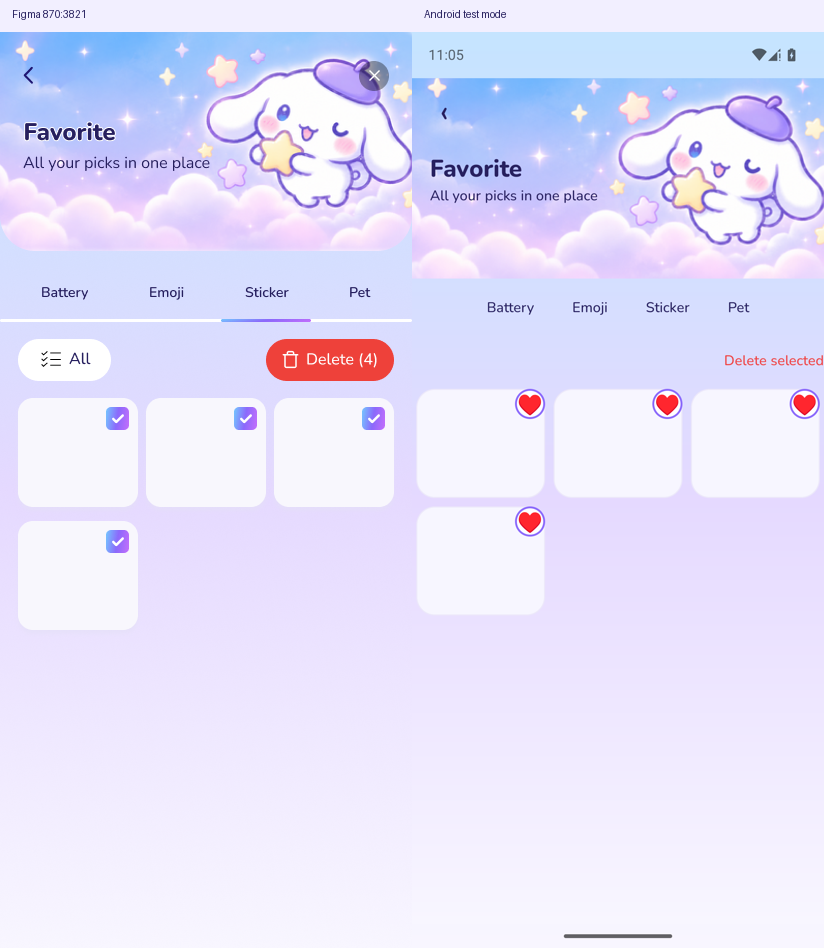 Figma 870:3821
Favorite
All your picks in one place
Battery Emoji Sticker Pet
All Delete (4)
Android test mode
11:05
Favorite
All your picks in one place
Battery Emoji Sticker Pet
Delete selected